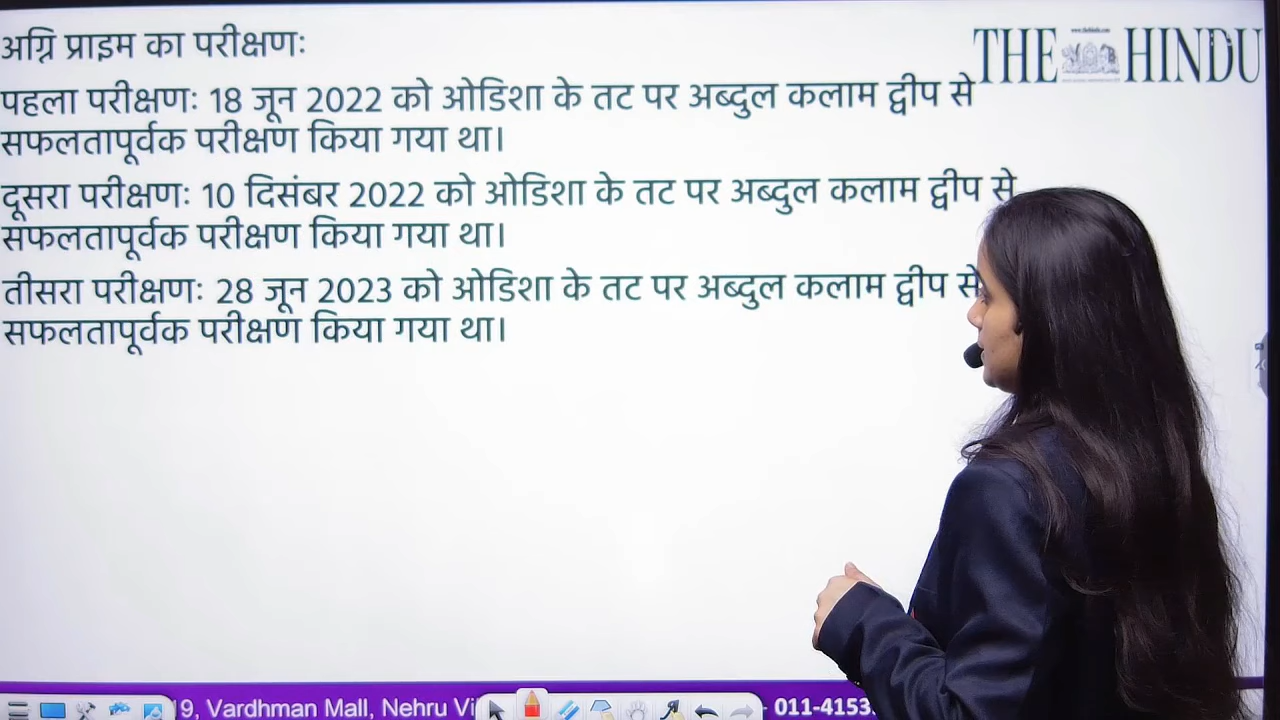 अग्नि प्राइम का परीक्षणः
THE HINDU
पहला परीक्षणः 18 जून 2022 को ओडिशा के तट पर अब्दुल कलाम द्वीप से
सफलतापूर्वक परीक्षण किया गया था।
दूसरा परीक्षणः 10 दिसंबर 2022 को ओडिशा के तट पर अब्दुल कलाम द्वीप से
सफलतापूर्वक परीक्षण किया गया था।
तीसरा परीक्षणः 28 जून 2023 को ओडिशा के तट पर अब्दुल कलाम द्वीप से
सफलतापूर्वक परीक्षण किया गया था।
9, Vardhman Mall, Nehru Vi 011-4153